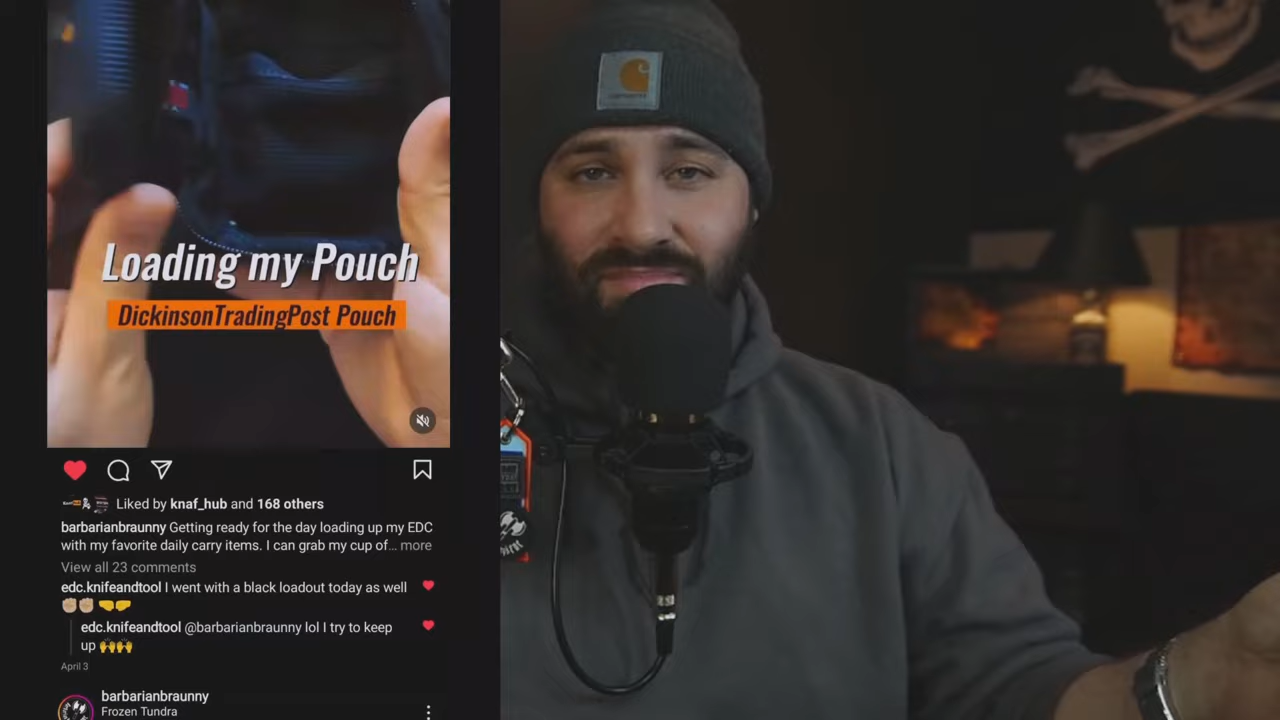 Loading my Pouch
DickinsonTradingPost Pouch
Liked by knaf_hub and 168 others
barbarianbraunny Getting ready for the day loading up my EDC
with my favorite daily carry items. I can grab my cup of... more
View all 23 comments
edc.knifeandtool I went with a black loadout today as well
✊🏼✊🏼 🤜🤛
edc.knifeandtool @barbarianbraunny lol I try to keep
up 🙌🙌
April 3
barbarianbraunny
Frozen Tundra